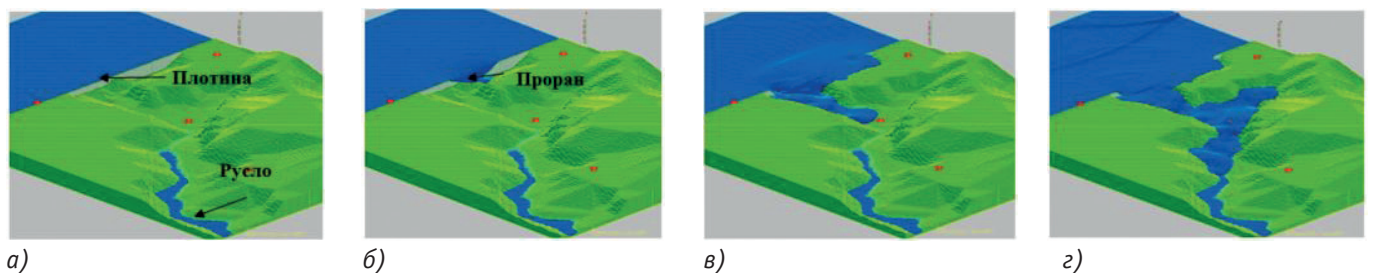 Плотина
Русло
Проран
а)
б)
в)
г)